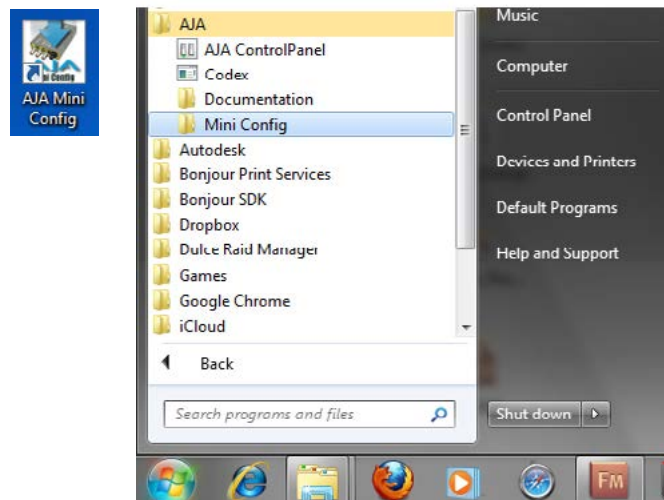 AJA Mini
Config
AJA
AJA ControlPanel
Codex
Documentation
Mini Config
Autodesk
Bonjour Print Services
Bonjour SDK
Dropbox
Dulce Raid Manager
Games
Google Chrome
iCloud
Back
Search programs and files
Music
Computer
Control Panel
Devices and Printers
Default Programs
Help and Support
Shut down
FM